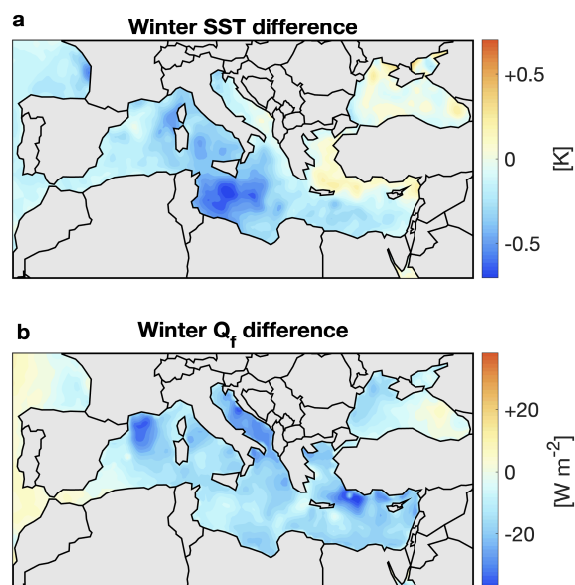 a
Winter SST difference
+0.5
0
-0.5
[K]
b
Winter Qf difference
+20
0
-20
[W m-2]